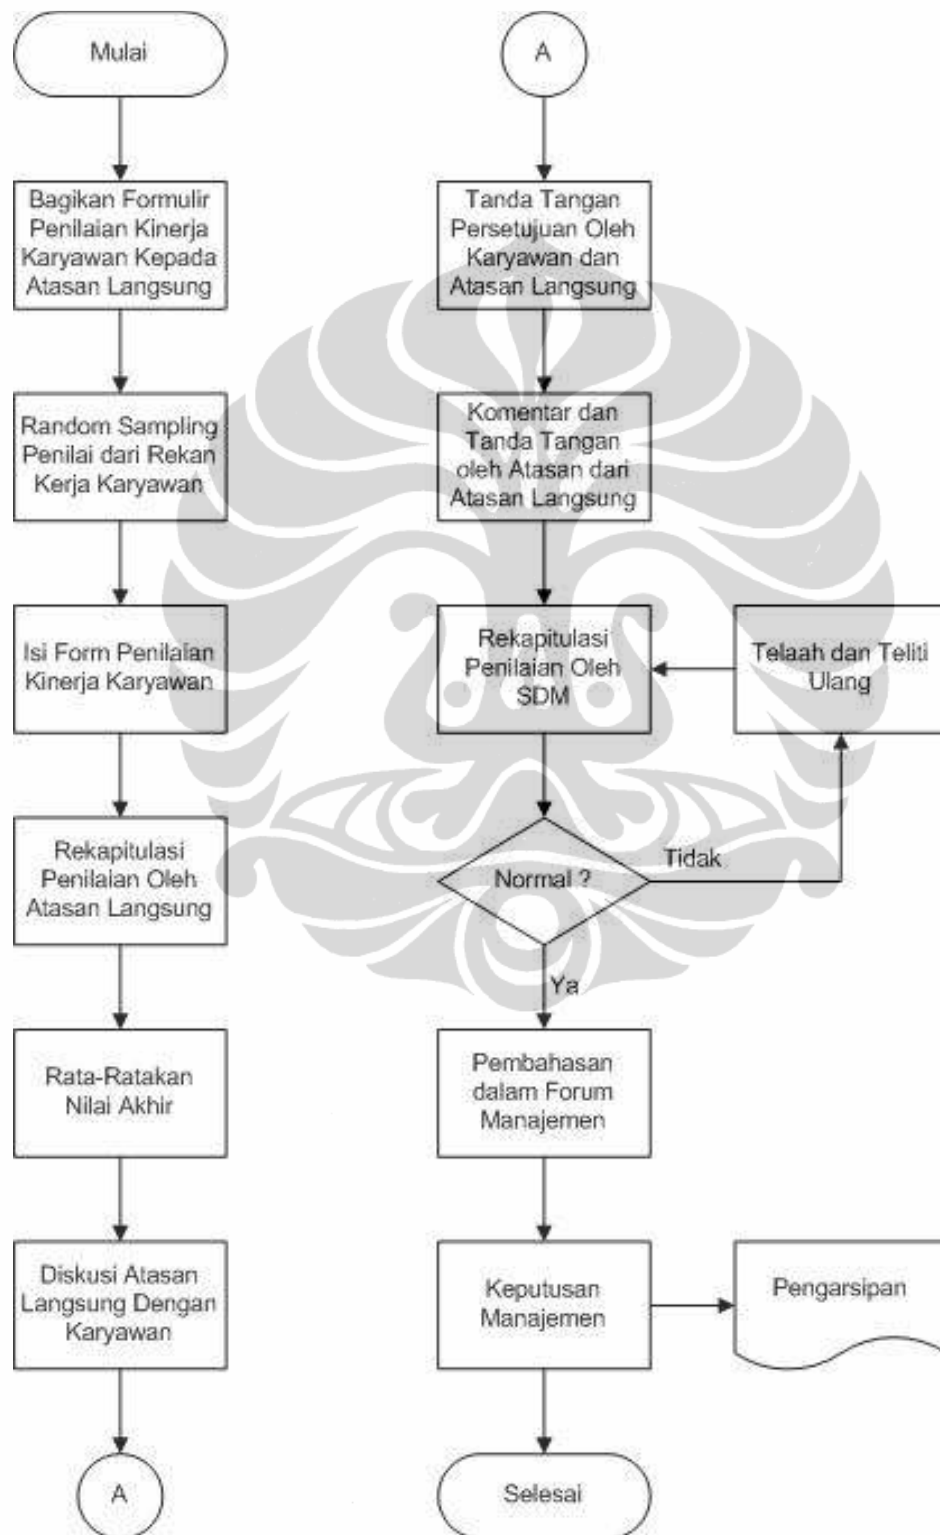 Mulai
Bagikan Formulir
Penilaian Kinerja
Karyawan Kepada
Atasan Langsung
Random Sampling
Penilai dari Rekan
Kerja Karyawan
Isi Form Penilaian
Kinerja Karyawan
Rekapitulasi
Penilaian Oleh
Atasan Langsung
Rata-Ratakan
Nilai Akhir
Diskusi Atasan
Langsung Dengan
Karyawan
A
A
Tanda Tangan
Persetujuan Oleh
Karyawan dan
Atasan Langsung
Komentar dan
Tanda Tangan
oleh Atasan dari
Atasan Langsung
Rekapitulasi
Penilaian Oleh
SDM
Telaah dan Teliti
Ulang
Normal ?
Tidak
Ya
Pembahasan
dalam Forum
Manajemen
Keputusan
Manajemen
Pengarsipan
Selesai